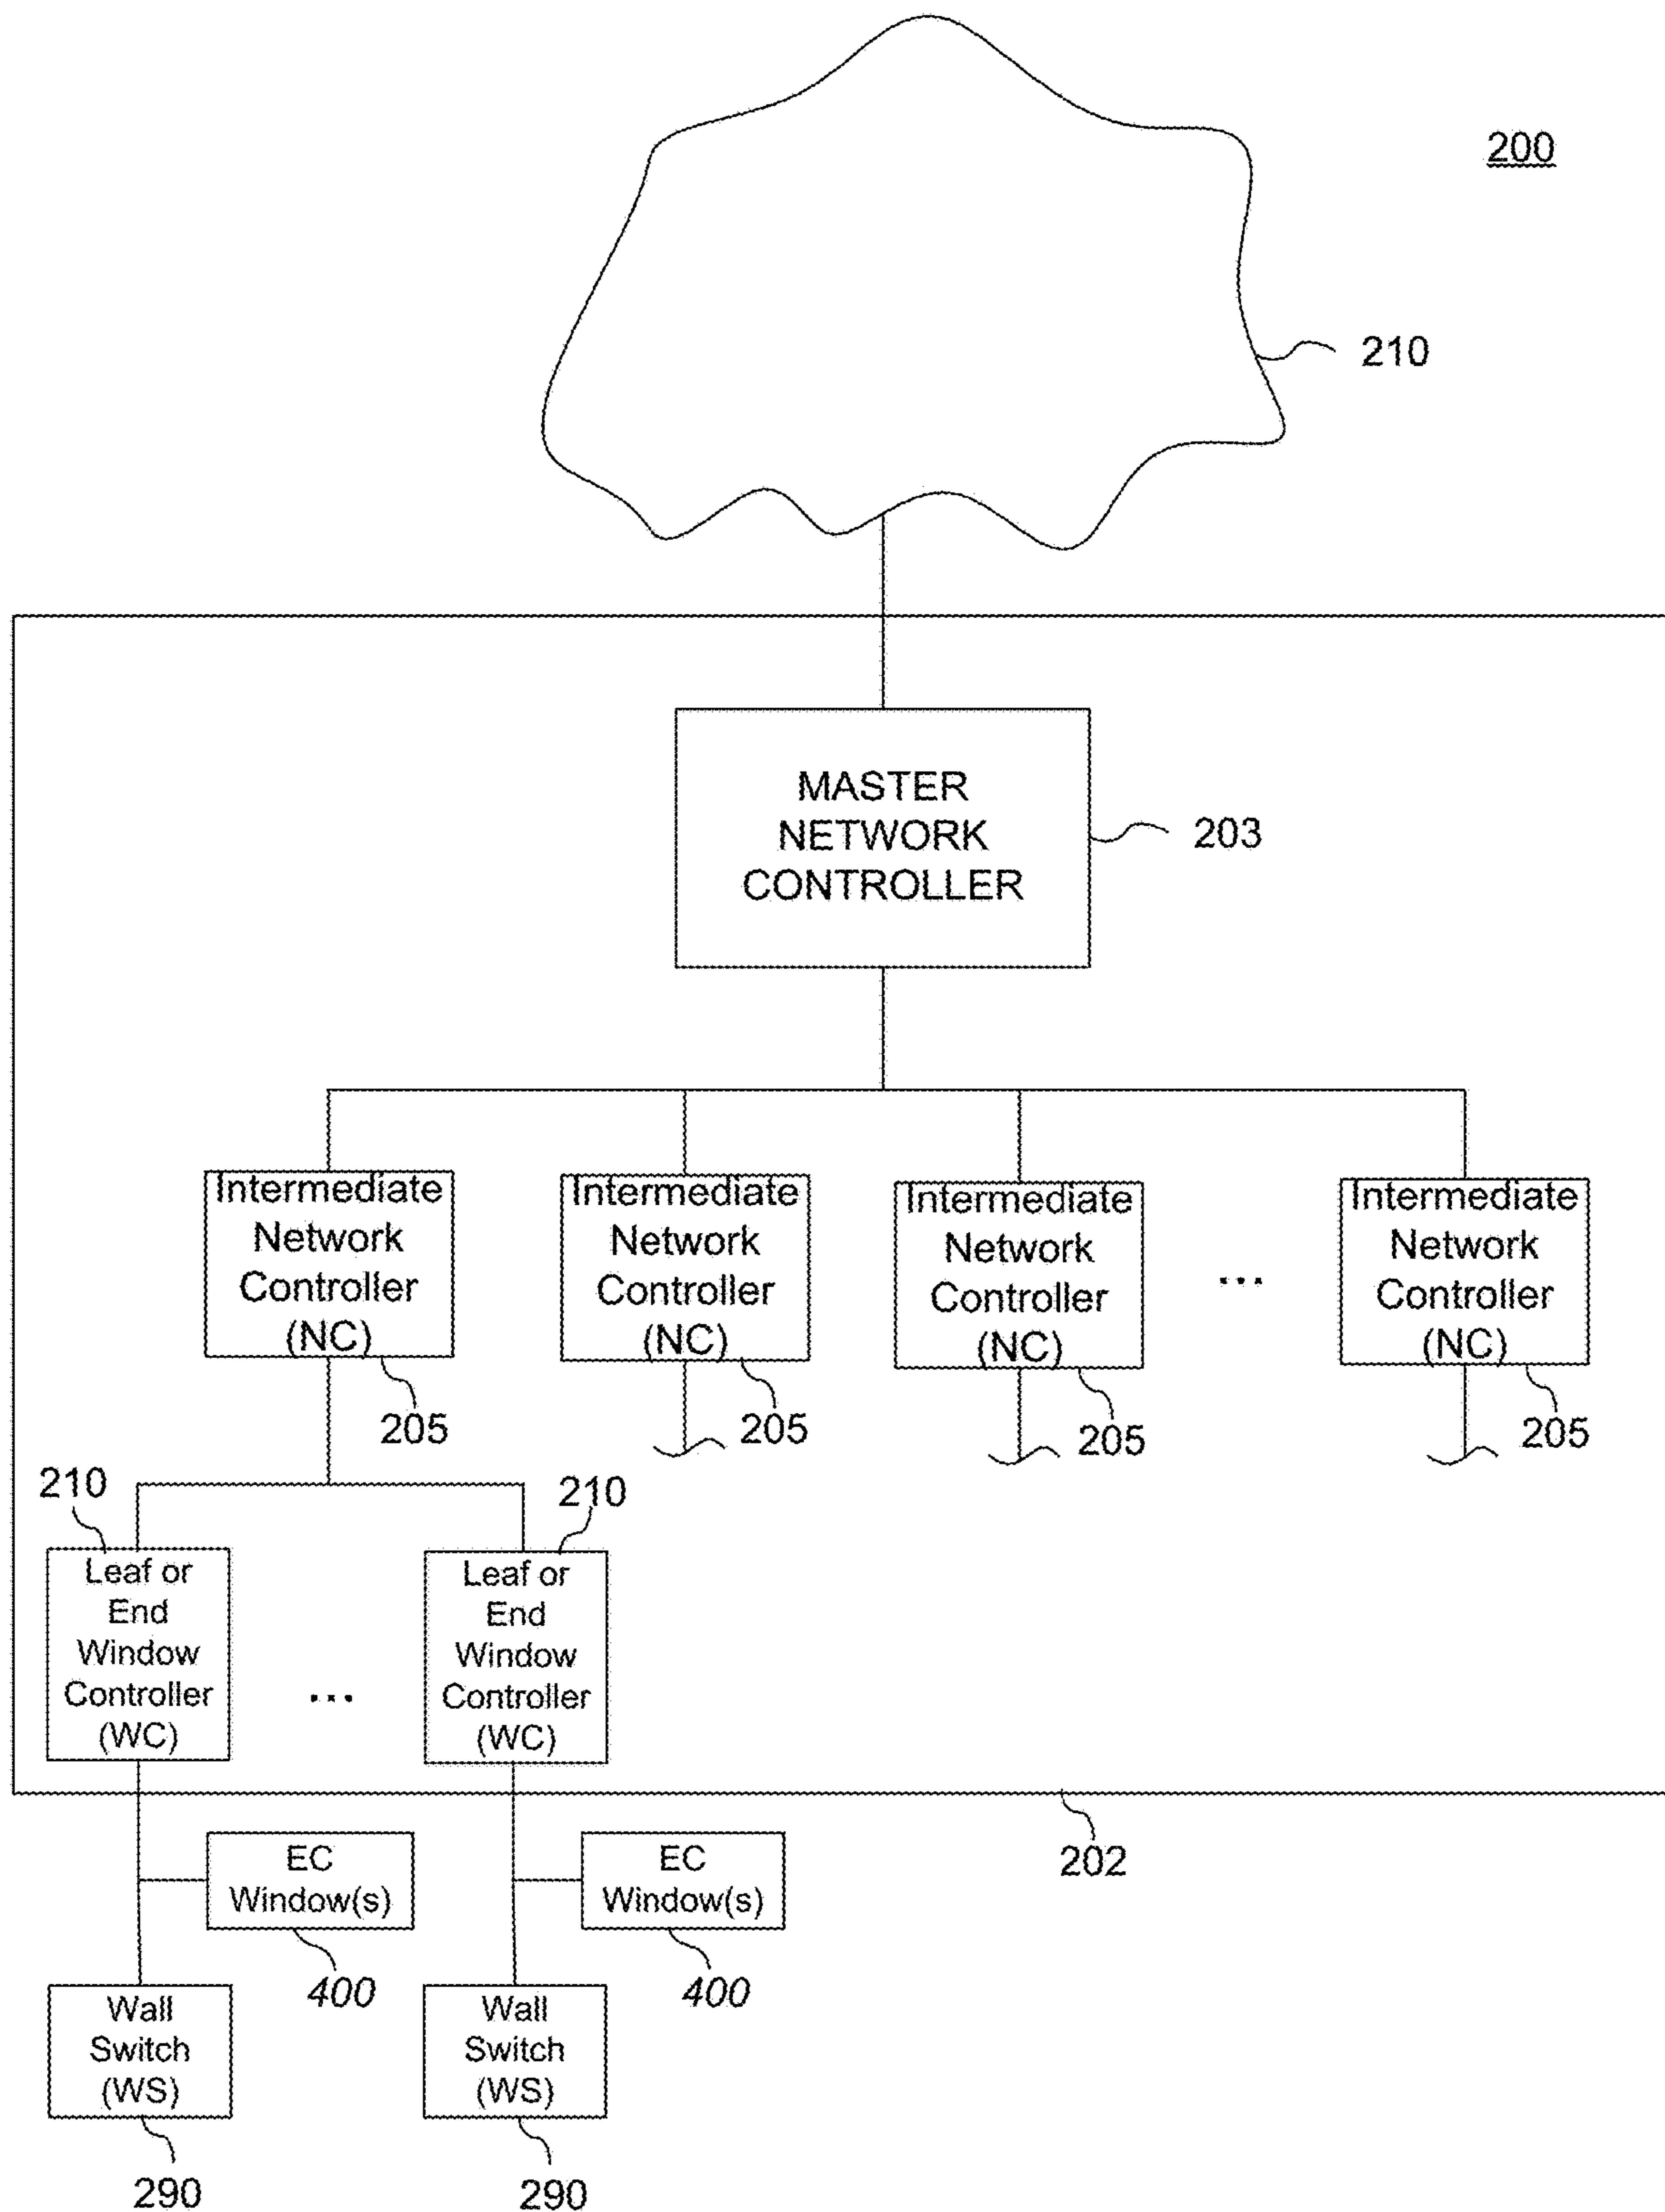 200
210
MASTER
NETWORK
CONTROLLER
203
Intermediate
Network
Controller
(NC)
205
Intermediate
Network
Controller
(NC)
205
Intermediate
Network
Controller
(NC)
205
...
Intermediate
Network
Controller
(NC)
205
210
Leaf or
End
Window
Controller
(WC)
...
210
Leaf or
End
Window
Controller
(WC)
202
EC
Window(s)
400
EC
Window(s)
400
Wall
Switch
(WS)
290
Wall
Switch
(WS)
290